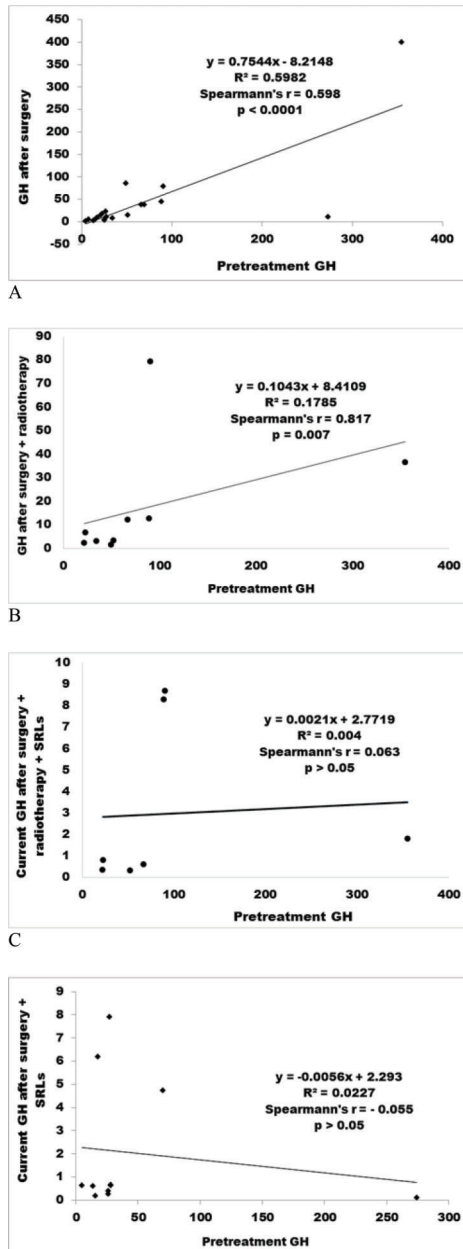 450
400
350
300
250
200
150
100
50
0
-50
GH after surgery
y = 0.7544x - 8.2148
R² = 0.5982
Spearmann's r = 0.598
p < 0.0001
0 100 200 300 400
Pretreatment GH
A
90
80
70
60
50
40
30
20
10
0
GH after surgery + radiotherapy
y = 0.1043x + 8.4109
R² = 0.1785
Spearmann's r = 0.817
p = 0.007
0 100 200 300 400
Pretreatment GH
B
10
9
8
7
6
5
4
3
2
1
0
Current GH after surgery +
radiotherapy + SRLs
y = 0.0021x + 2.7719
R² = 0.004
Spearmann's r = 0.063
p > 0.05
0 100 200 300 400
Pretreatment GH
C
9
8
7
6
5
4
3
2
1
0
Current GH after surgery +
SRLs
y = -0.0056x + 2.293
R² = 0.0227
Spearmann's r = - 0.055
p > 0.05
0 50 100 150 200 250 300
Pretreatment GH